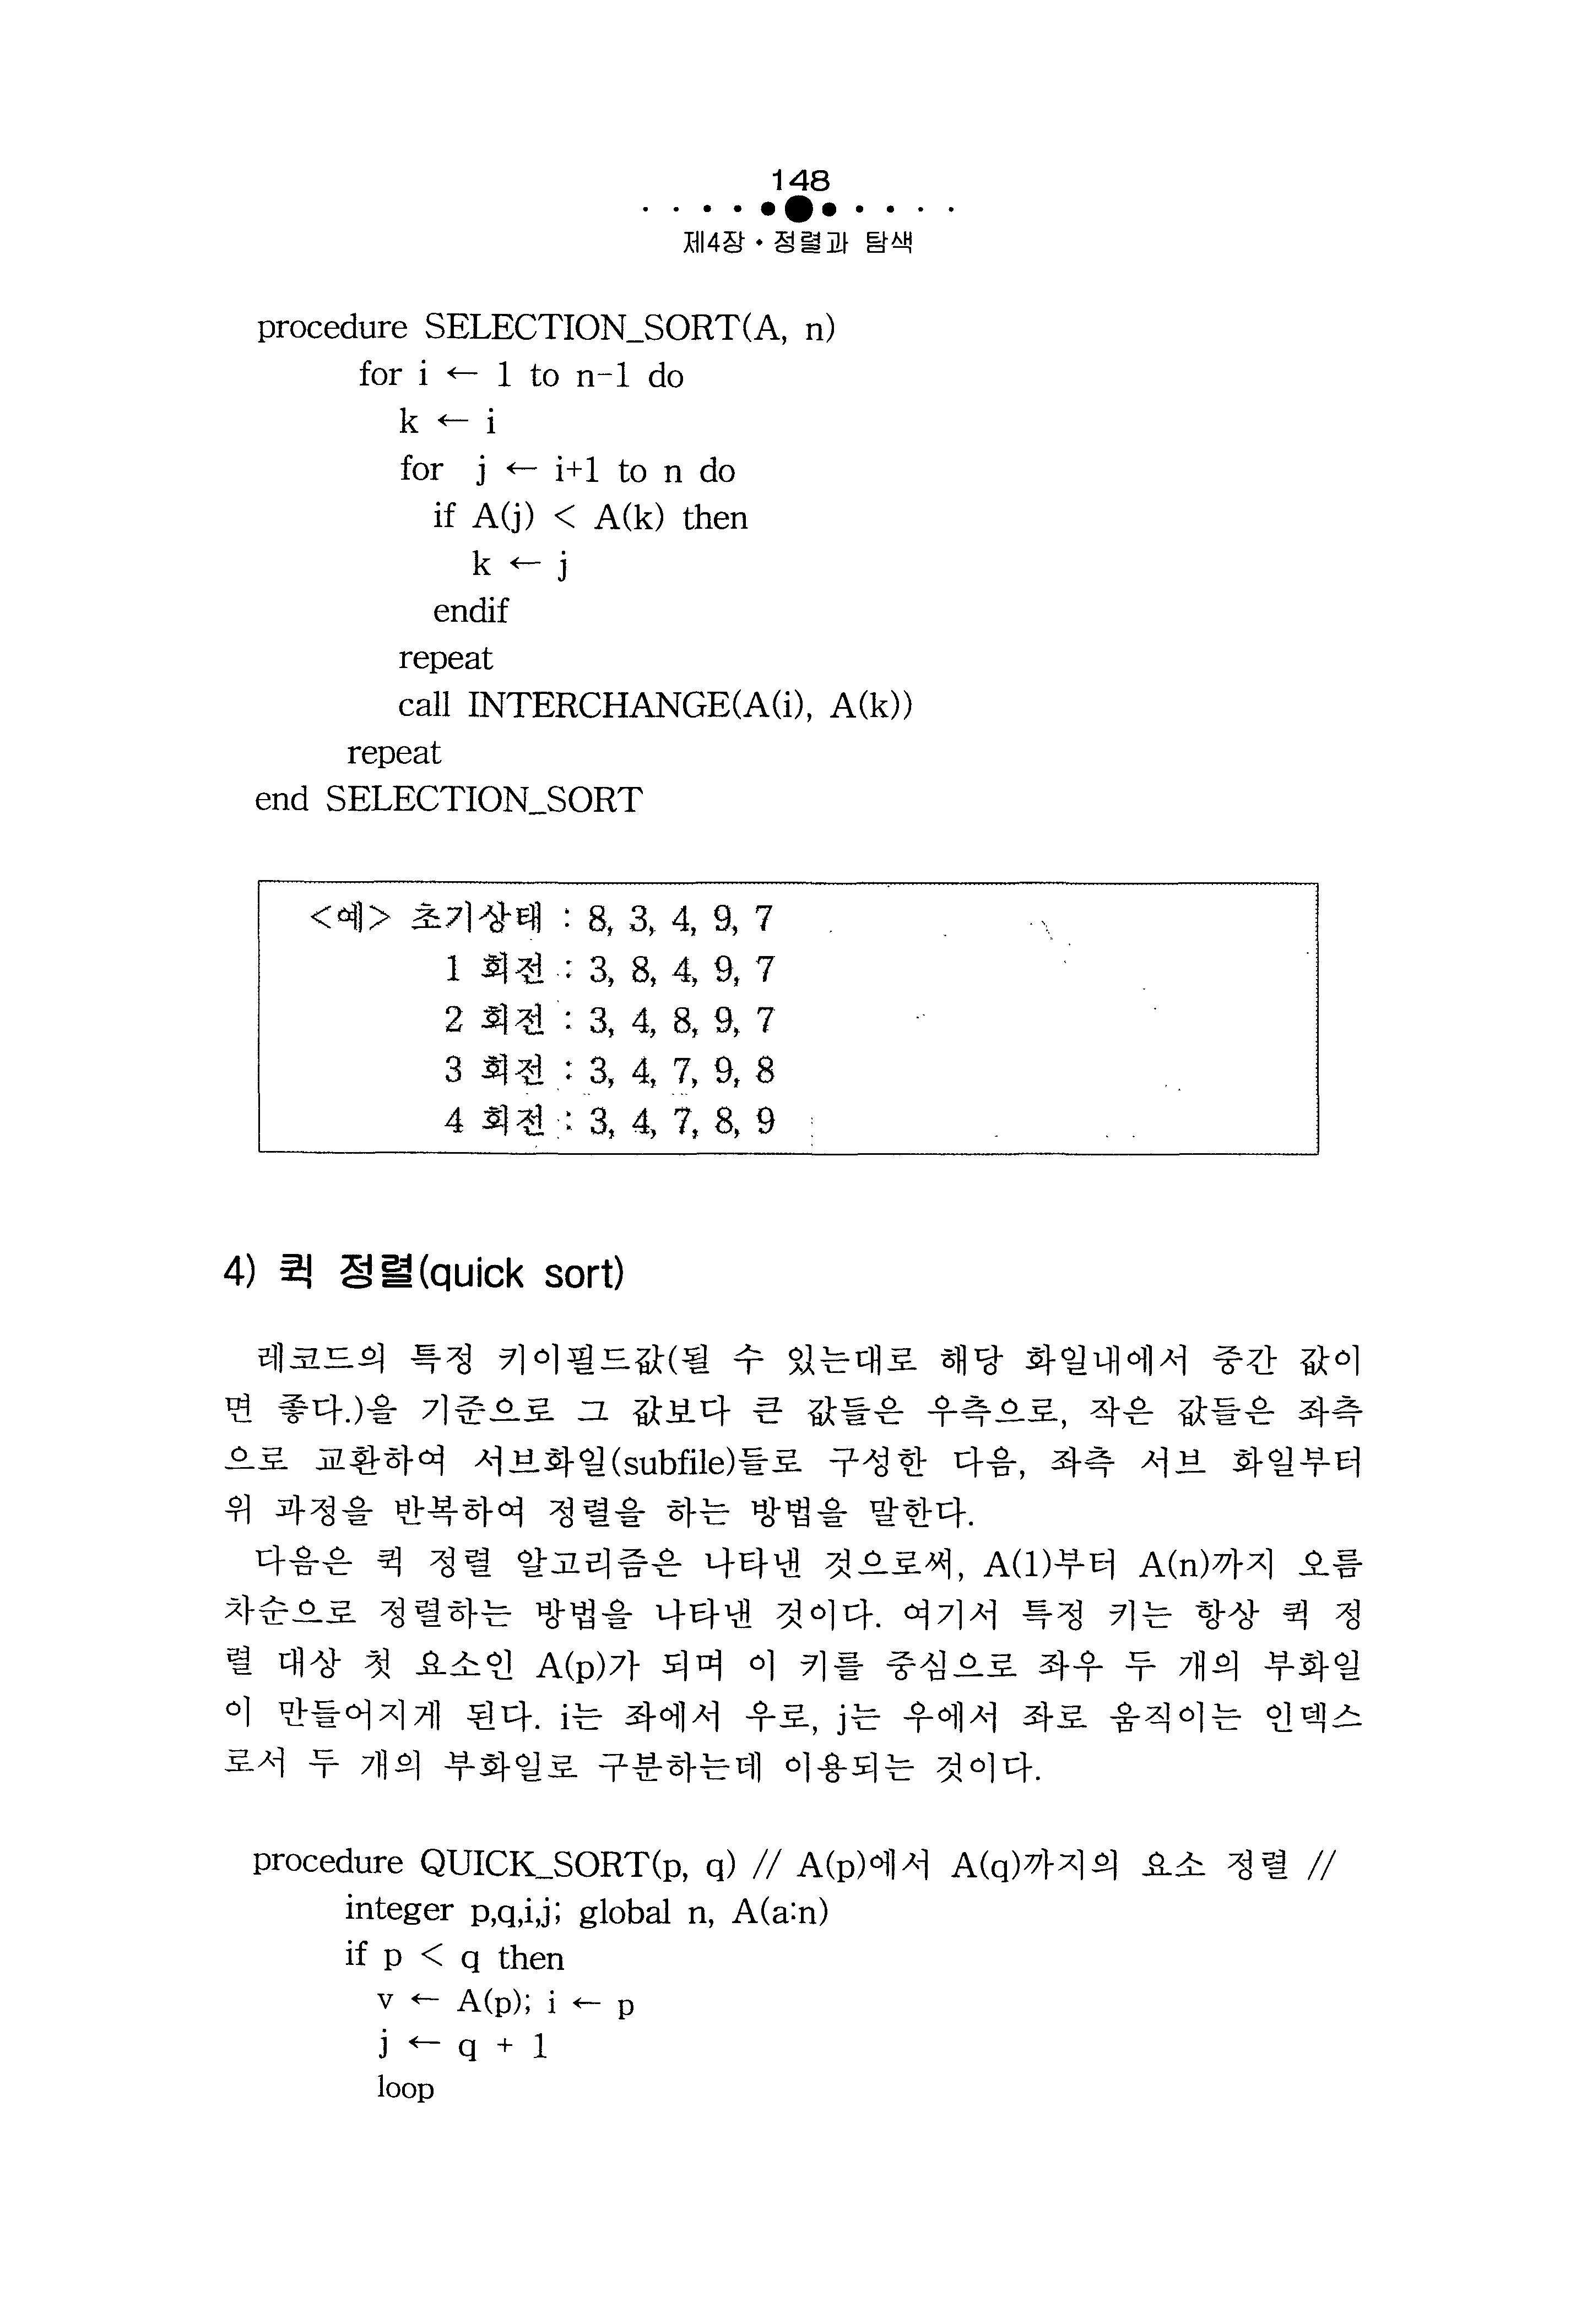 148
제4장 • 정렬과 탐색
procedure SELECTION_SORT(A, n)
for i ← 1 to n-1 do
k ← i
for j ← i+1 to n do
if A(j) < A(k) then
k ← j
endif
repeat
call INTERCHANGE(A(i), A(k))
repeat
end SELECTION_SORT
<예> 초기상태 : 8, 3, 4, 9, 7
1 회전 : 3, 8, 4, 9, 7
2 회전 : 3, 4, 8, 9, 7
3 회전 : 3, 4, 7, 9, 8
4 회전 : 3, 4, 7, 8, 9
4) 퀵 정렬(quick sort)
레코드의 특정 키이필드값(될 수 있는대로 해당 화일내에서 중간 값이
면 좋다.)을 기준으로 그 값보다 큰 값들은 우측으로, 작은 값들은 좌측
으로 교환하여 서브화일(subfile)들로 구성한 다음, 좌측 서브 화일부터
위 과정을 반복하여 정렬을 하는 방법을 말한다.
다음은 퀵 정렬 알고리즘은 나타낸 것으로써, A(1)부터 A(n)까지 오름
차순으로 정렬하는 방법을 나타낸 것이다. 여기서 특정 키는 항상 퀵 정
렬 대상 첫 요소인 A(p)가 되며 이 키를 중심으로 좌우 두 개의 부화일
이 만들어지게 된다. i는 좌에서 우로, j는 우에서 좌로 움직이는 인덱스
로서 두 개의 부화일로 구분하는데 이용되는 것이다.
procedure QUICK_SORT(p, q) // A(p)에서 A(q)까지의 요소 정렬 //
integer p,q,i,j; global n, A(a:n)
if p < q then
v ← A(p); i ← p
j ← q + 1
loop